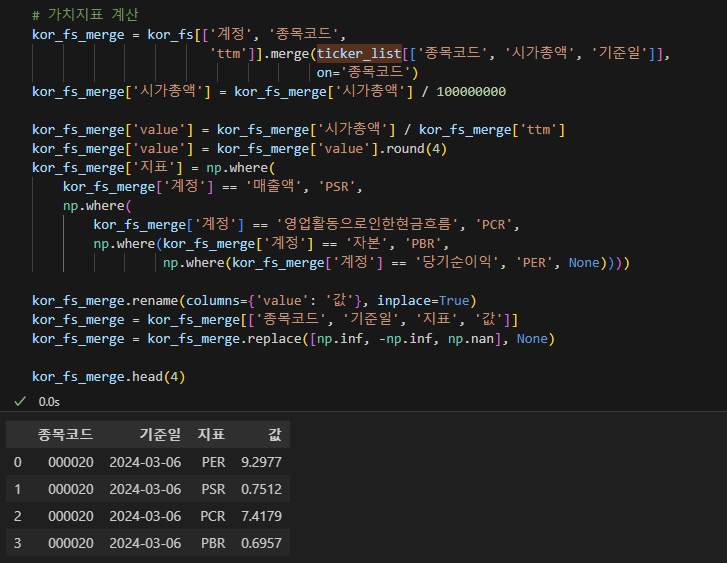 # 가치지표 계산
kor_fs_merge = kor_fs[['계정', '종목코드',
'ttm']].merge(ticker_list[['종목코드', '시가총액', '기준일']],
on='종목코드')
kor_fs_merge['시가총액'] = kor_fs_merge['시가총액'] / 100000000
kor_fs_merge['value'] = kor_fs_merge['시가총액'] / kor_fs_merge['ttm']
kor_fs_merge['value'] = kor_fs_merge['value'].round(4)
kor_fs_merge['지표'] = np.where(
kor_fs_merge['계정'] == '매출액', 'PSR',
np.where(
kor_fs_merge['계정'] == '영업활동으로인한현금흐름', 'PCR',
np.where(kor_fs_merge['계정'] == '자본', 'PBR',
np.where(kor_fs_merge['계정'] == '당기순이익', 'PER', None))))
kor_fs_merge.rename(columns={'value': '값'}, inplace=True)
kor_fs_merge = kor_fs_merge[['종목코드', '기준일', '지표', '값']]
kor_fs_merge = kor_fs_merge.replace([np.inf, -np.inf, np.nan], None)
kor_fs_merge.head(4)
0.0s
종목코드 기준일 지표 값
0 000020 2024-03-06 PER 9.2977
1 000020 2024-03-06 PSR 0.7512
2 000020 2024-03-06 PCR 7.4179
3 000020 2024-03-06 PBR 0.6957